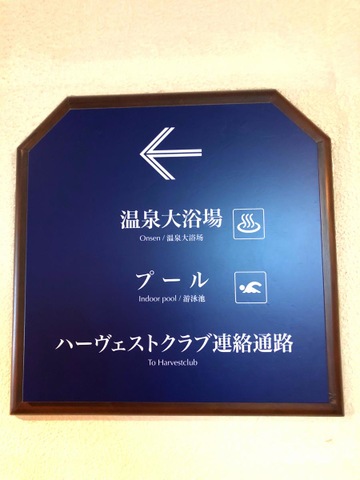 温泉大浴場
Onsen / 温泉大浴场
プール
Indoor pool / 游泳池
ハーヴェストクラブ連絡通路
To Harvestclub